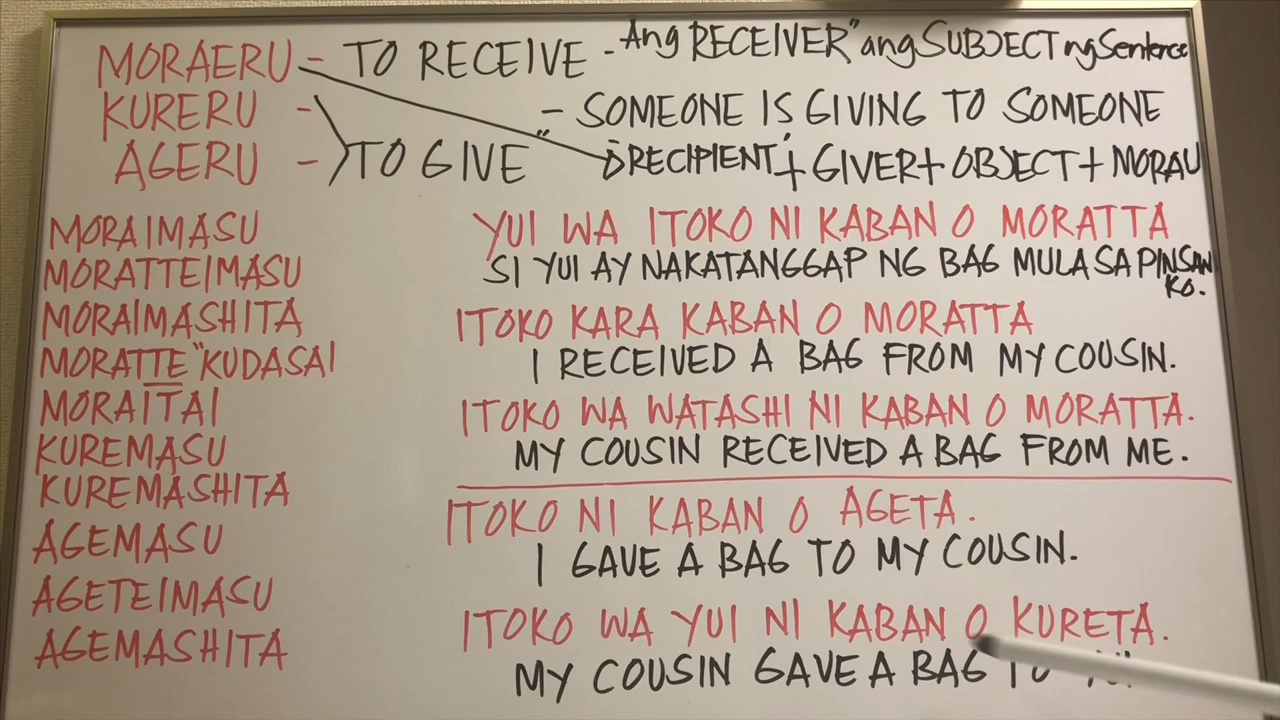 MORAERU - TO RECEIVE - Ang RECEIVER" ang SUBJECT ng Sentence
KURERU - - SOMEONE IS GIVING TO SOMEONE
AGERU - TO GIVE" RECIPIENT + GIVER + OBJECT + MORAU
MORAIMASU
MORATTEIMASU
MORAIMASHITA
MORATTE "KUDASAI
MORAITAI
KUREMASU
KUREMASHITA
AGEMASU
AGETEIMASU
AGEMASHITA
YUI WA ITOKO NI KABAN O MORATTA
SI YUI AY NAKATANGGAP NG BAG MULA SA PINSAN
KO.
ITOKO KARA KABAN O MORATTA
I RECEIVED A BAG FROM MY COUSIN.
ITOKO WA WATASHI NI KABAN O MORATTA.
MY COUSIN RECEIVED A BAG FROM ME.
ITOKO NI KABAN O AGETA.
I GAVE A BAG TO MY COUSIN.
ITOKO WA YUI NI KABAN O KURETA.
MY COUSIN GAVE A BAG TO